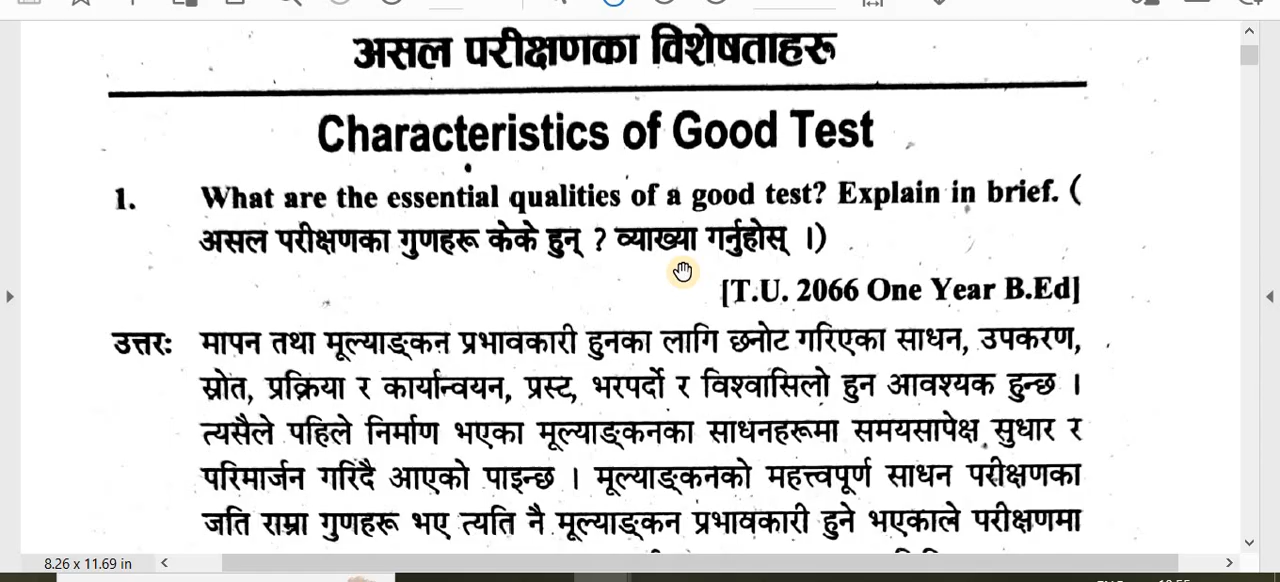 असल परीक्षणका विशेषताहरू
Characteristics of Good Test
1. What are the essential qualities of a good test? Explain in brief. (
असल परीक्षणका गुणहरू केके हुन् ? व्याख्या गर्नुहोस् ।)
[T.U. 2066 One Year B.Ed]
उत्तरः मापन तथा मूल्याङ्कन प्रभावकारी हुनका लागि छनोट गरिएका साधन, उपकरण,
स्रोत, प्रक्रिया र कार्यान्वयन, प्रस्ट, भरपर्दो र विश्वासिलो हुन आवश्यक हुन्छ ।
त्यसैले पहिले निर्माण भएका मूल्याङ्कनका साधनहरूमा समयसापेक्ष सुधार र
परिमार्जन गरिँदै आएको पाइन्छ । मूल्याङ्कनको महत्त्वपूर्ण साधन परीक्षणका
जति राम्रा गुणहरू भए त्यति नै मूल्याङ्कन प्रभावकारी हुने भएकाले परीक्षणमा
8.26 x 11.69 in